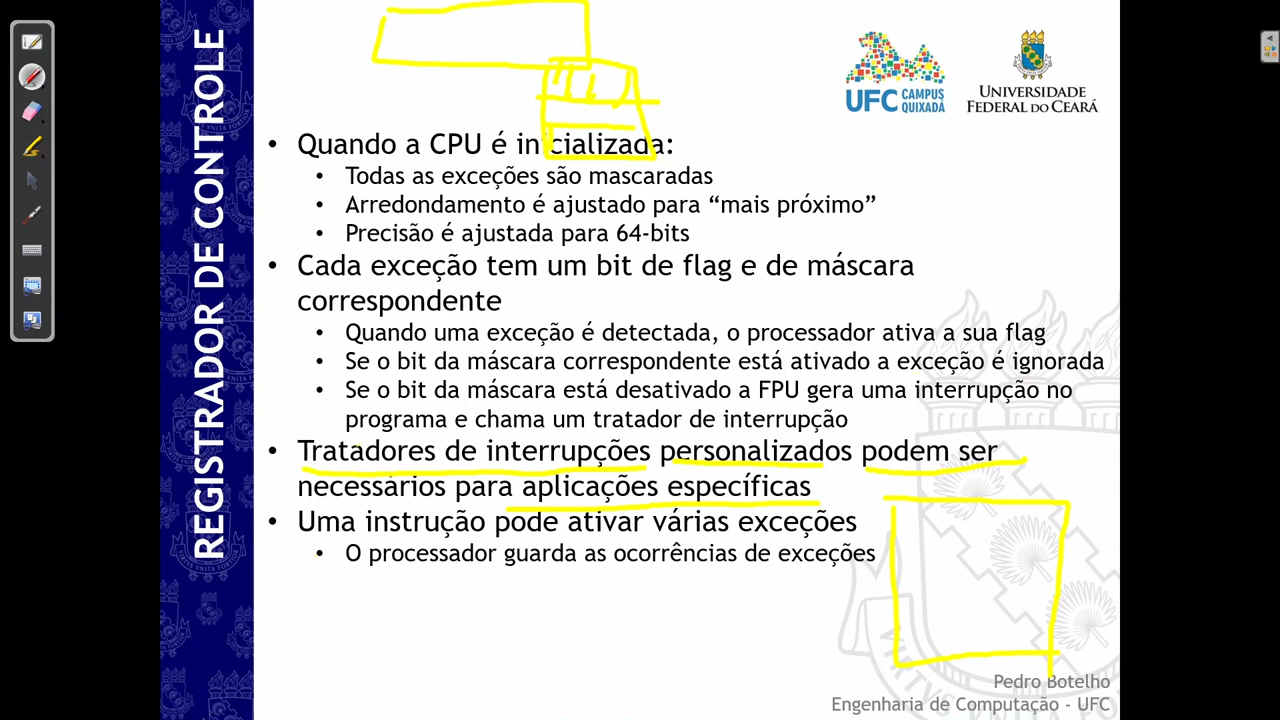 REGISTRADOR DE CONTROLE
UFC CAMPUS
QUIXADÁ
UNIVERSIDADE
FEDERAL DO CEARÁ
• Quando a CPU é inicializada:
• Todas as exceções são mascaradas
• Arredondamento é ajustado para “mais próximo”
• Precisão é ajustada para 64-bits
• Cada exceção tem um bit de flag e de máscara
correspondente
• Quando uma exceção é detectada, o processador ativa a sua flag
• Se o bit da máscara correspondente está ativado a exceção é ignorada
• Se o bit da máscara está desativado a FPU gera uma interrupção no
programa e chama um tratador de interrupção
• Tratadores de interrupções personalizados podem ser
necessários para aplicações específicas
• Uma instrução pode ativar várias exceções
• O processador guarda as ocorrências de exceções
Pedro Botelho
Engenharia de Computação - UFC